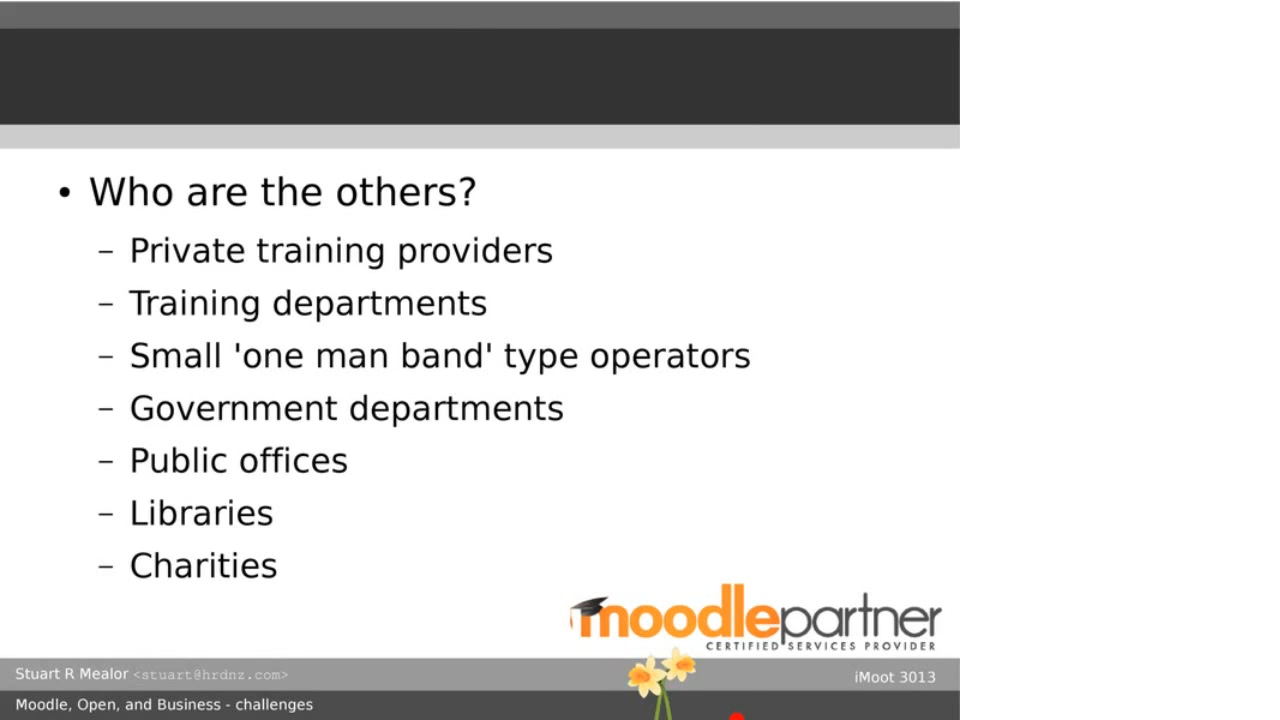 • Who are the others?
– Private training providers
– Training departments
– Small 'one man band' type operators
– Government departments
– Public offices
– Libraries
– Charities
moodlepartner
CERTIFIED SERVICES PROVIDER
Stuart R Mealor <stuart@hrdnz.com>
iMoot 3013
Moodle, Open, and Business - challenges